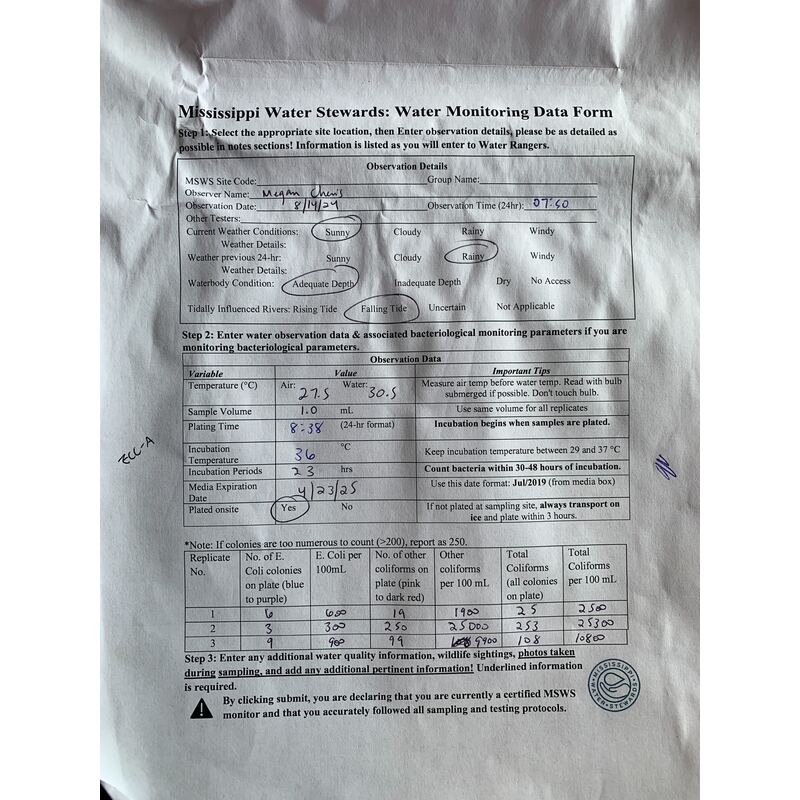 Mississippi Water Stewards: Water Monitoring Data Form
Step 1: Select the appropriate site location, then Enter observation details, please be as detailed as
possible in notes sections! Information is listed as you will enter to Water Rangers.
Observation Details
MSWS Site Code: Group Name:
Observer Name: Megan
Observation Date: 8/14/24 Observation Time (24hr): 07:50
Other Testers:
Current Weather Conditions: Sunny Cloudy Rainy Windy
Weather Details:
Weather previous 24-hr: Sunny Cloudy Rainy Windy
Weather Details:
Waterbody Condition: Adequate Depth Inadequate Depth Dry No Access
Tidally Influenced Rivers: Rising Tide Falling Tide Uncertain Not Applicable
Step 2: Enter water observation data & associated bacteriological monitoring parameters if you are
monitoring bacteriological parameters.
Observation Data
Variable Value Important Tips
Temperature (°C) Air: 27.5 Water: 30.5 Measure air temp before water temp. Read with bulb
submerged if possible. Don't touch bulb.
Sample Volume 1.0 mL Use same volume for all replicates
Plating Time 8:38 (24-hr format) Incubation begins when samples are plated.
ECC-A
Incubation
Temperature 36 °C Keep incubation temperature between 29 and 37 °C
Incubation Periods 23 hrs Count bacteria within 30-48 hours of incubation.
Media Expiration
Date 4/23/25 Use this date format: Jul/2019 (from media box)
Plated onsite Yes No If not plated at sampling site, always transport on
ice and plate within 3 hours.
*Note: If colonies are too numerous to count (>200), report as 250.
Replicate No. of E. E. Coli per No. of other Other Total Total
No. Coli colonies 100mL coliforms on coliforms Coliforms Coliforms
on plate (blue plate (pink per 100 mL (all colonies per 100 mL
to purple) to dark red) on plate)
1 6 600 19 1900 25 2500
2 3 300 250 25000 253 25300
3 9 900 99 9900 108 10800
Step 3: Enter any additional water quality information, wildlife sightings, photos taken
during sampling, and add any additional pertinent information! Underlined information
is required.
By clicking submit, you are declaring that you are currently a certified MSWS
monitor and that you accurately followed all sampling and testing protocols.
MISSISSIPPI
WATER STEWARDS